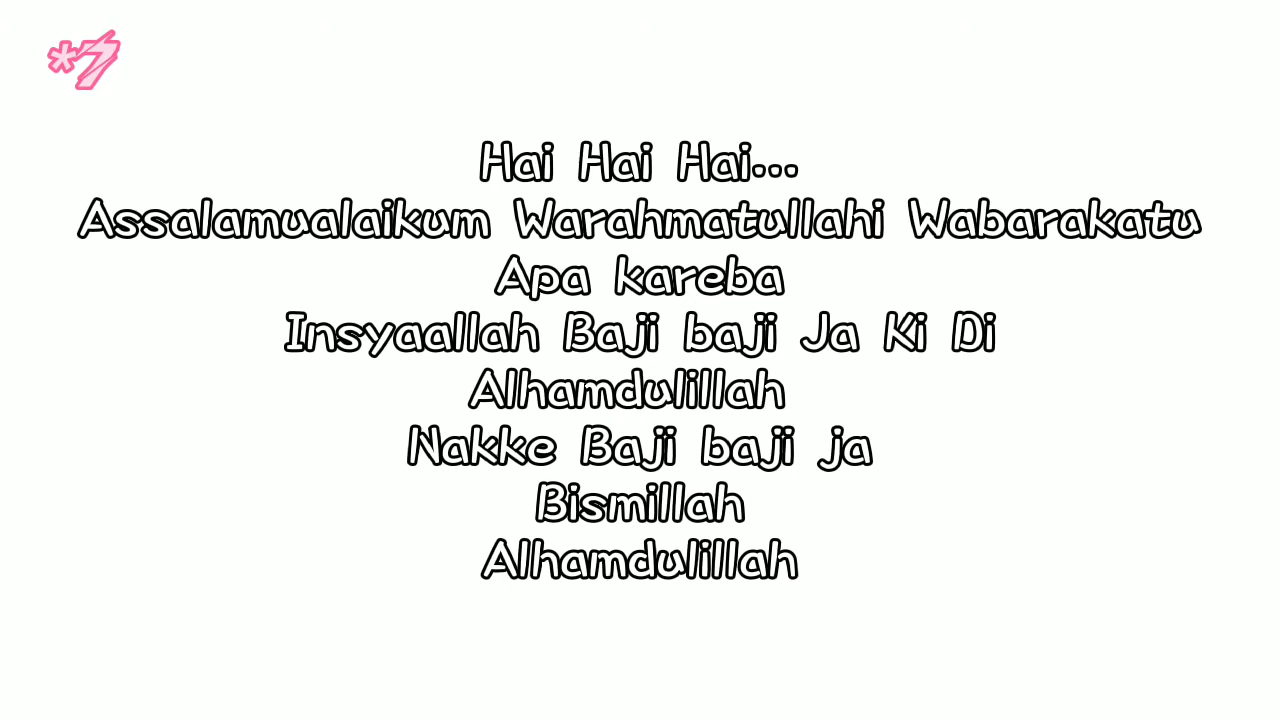 *7
Hai Hai Hai...
Assalamualaikum Warahmatullahi Wabarakatu
Apa kareba
Insyaallah Baji baji Ja Ki Di
Alhamdulillah
Nakke Baji baji ja
Bismillah
Alhamdulillah